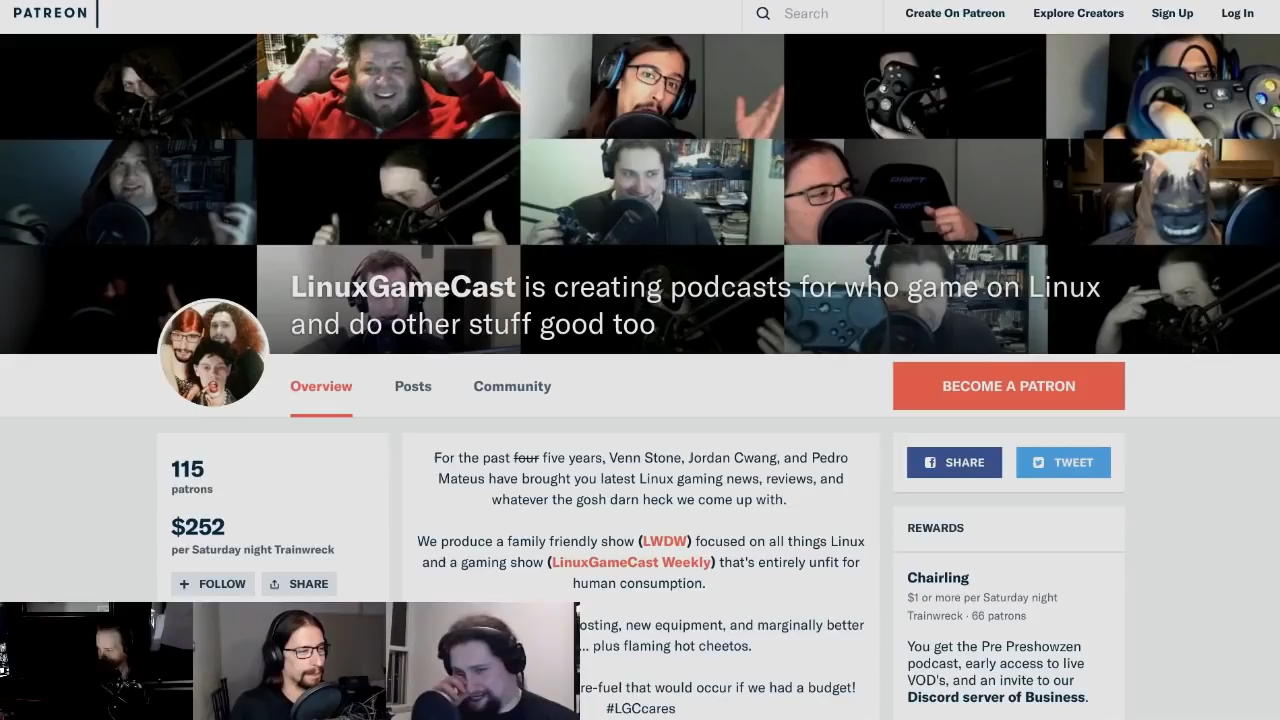 PATREON
Search
Create On Patreon
Explore Creators
Sign Up
Log In
DRIFT
LinuxGameCast is creating podcasts for who game on Linux
and do other stuff good too
Overview
Posts
Community
BECOME A PATRON
115
patrons
$252
per Saturday night Trainwreck
+ FOLLOW
SHARE
For the past four five years, Venn Stone, Jordan Cwang, and Pedro
Mateus have brought you latest Linux gaming news, reviews, and
whatever the gosh darn heck we come up with.
We produce a family friendly show (LWDW) focused on all things Linux
and a gaming show (LinuxGameCast Weekly) that's entirely unfit for
human consumption.
osting, new equipment, and marginally better
... plus flaming hot cheetos.
re-fuel that would occur if we had a budget!
#LGCcares
SHARE
TWEET
REWARDS
Chairling
$1 or more per Saturday night
Trainwreck · 66 patrons
You get the Pre Preshowzen
podcast, early access to live
VOD's, and an invite to our
Discord server of Business.